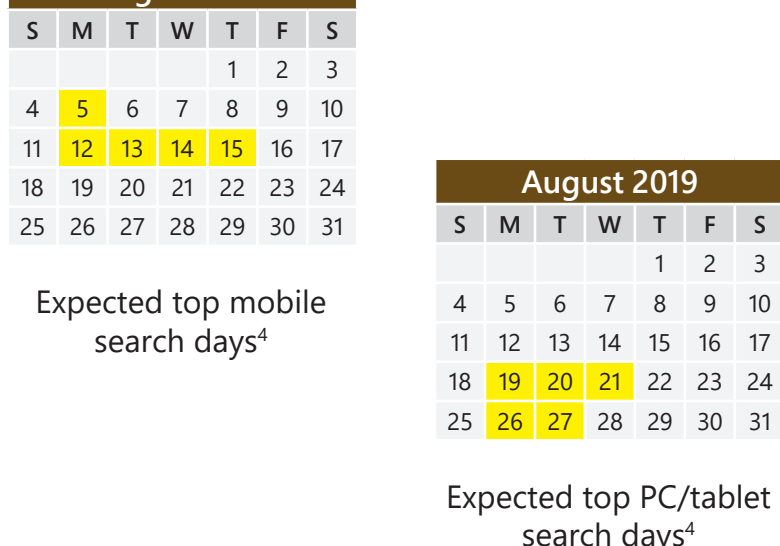 S M T W T F S
1 2 3
4 5 6 7 8 9 10
11 12 13 14 15 16 17
18 19 20 21 22 23 24
25 26 27 28 29 30 31
Expected top mobile
search days⁴
August 2019
S M T W T F S
1 2 3
4 5 6 7 8 9 10
11 12 13 14 15 16 17
18 19 20 21 22 23 24
25 26 27 28 29 30 31
Expected top PC/tablet
search days⁴